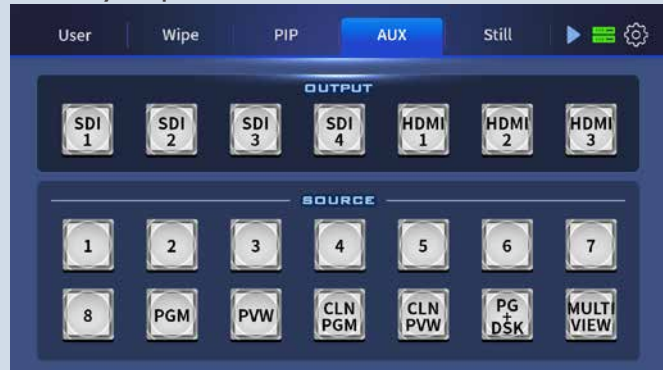 User Wipe PIP AUX Still
OUTPUT
SDI 1 SDI 2 SDI 3 SDI 4 HDMI 1 HDMI 2 HDMI 3
SOURCE
1 2 3 4 5 6 7
8 PGM PVW CLN PGM CLN PVW PG + DSK MULTI VIEW